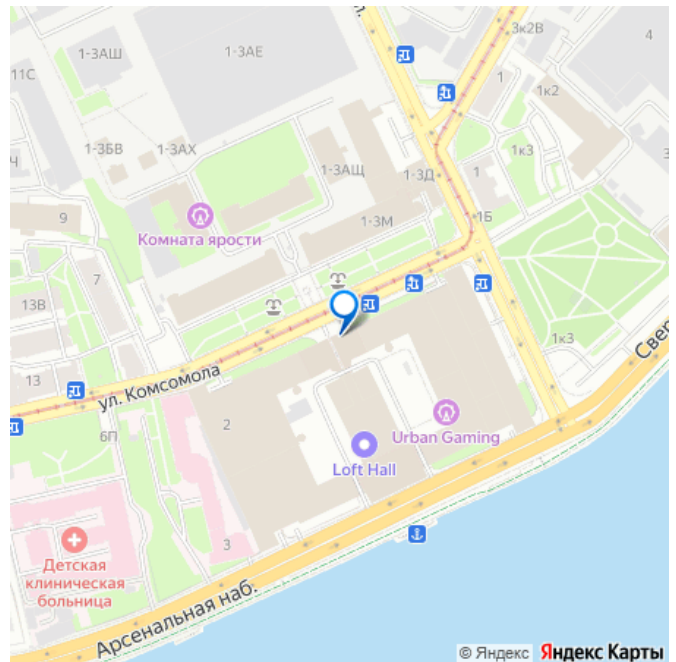 3к2В
4
1-3АШ
1-3АЕ
11С
1
1к2
1-3БВ
1-3АХ
1-3АЩ
1к3
1-3Д
1
9
1-3М
1Б
Комната ярости
7
13В
1к3
Свер
13
ул. Комсомола
2
6П
Urban Gaming
Loft Hall
3
Детская
клиническая
больница
Арсенальная наб.
© Яндекс Яндекс Карты